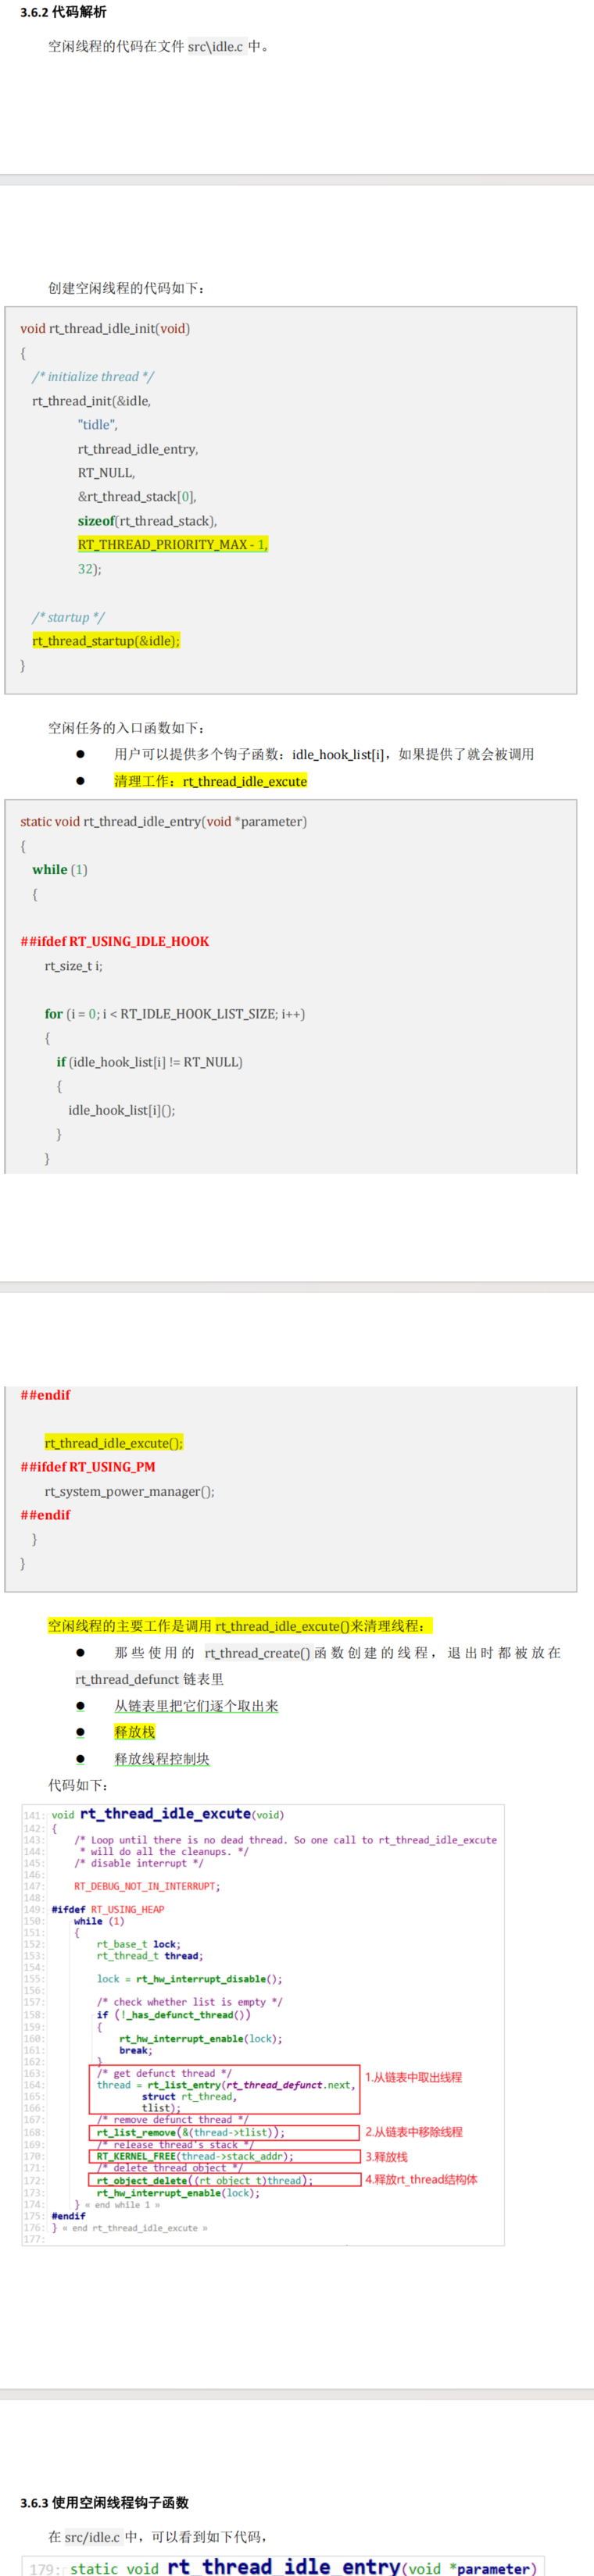 3.6.2 代码解析
空闲线程的代码在文件 src\idle.c 中。
创建空闲线程的代码如下：
void rt_thread_idle_init(void)
{
/* initialize thread */
rt_thread_init(&idle,
"tidle",
rt_thread_idle_entry,
RT_NULL,
&rt_thread_stack[0],
sizeof(rt_thread_stack),
RT_THREAD_PRIORITY_MAX - 1,
32);
/* startup */
rt_thread_startup(&idle);
}
空闲任务的入口函数如下：
● 用户可以提供多个钩子函数：idle_hook_list[i]，如果提供了就会被调用
● 清理工作：rt_thread_idle_excute
static void rt_thread_idle_entry(void *parameter)
{
while (1)
{
##ifdef RT_USING_IDLE_HOOK
rt_size_t i;
for (i = 0; i < RT_IDLE_HOOK_LIST_SIZE; i++)
{
if (idle_hook_list[i] != RT_NULL)
{
idle_hook_list[i]();
}
}
##endif
rt_thread_idle_excute();
##ifdef RT_USING_PM
rt_system_power_manager();
##endif
}
}
空闲线程的主要工作是调用 rt_thread_idle_excute()来清理线程：
● 那些使用的 rt_thread_create()函数创建的线程，退出时都被放在
rt_thread_defunct 链表里
● 从链表里把它们逐个取出来
● 释放栈
● 释放线程控制块
代码如下：
141: void rt_thread_idle_excute(void)
142: {
143: /* Loop until there is no dead thread. So one call to rt_thread_idle_excute
144: * will do all the cleanups. */
145: /* disable interrupt */
146:
147: RT_DEBUG_NOT_IN_INTERRUPT;
148:
149: #ifdef RT_USING_HEAP
150: while (1)
151: {
152: rt_base_t lock;
153: rt_thread_t thread;
154:
155: lock = rt_hw_interrupt_disable();
156:
157: /* check whether list is empty */
158: if (!_has_defunct_thread())
159: {
160: rt_hw_interrupt_enable(lock);
161: break;
162: }
163: /* get defunct thread */
164: thread = rt_list_entry(rt_thread_defunct.next, 1.从链表中取出线程
165: struct rt_thread,
166: tlist);
167: /* remove defunct thread */
168: rt_list_remove(&(thread->tlist)); 2.从链表中移除线程
169: /* release thread's stack */
170: RT_KERNEL_FREE(thread->stack_addr); 3.释放栈
171: /* delete thread object */
172: rt_object_delete((rt_object_t)thread); 4.释放rt_thread结构体
173: rt_hw_interrupt_enable(lock);
174: } « end while 1 »
175: #endif
176: } « end rt_thread_idle_excute »
177:
3.6.3 使用空闲线程钩子函数
在 src/idle.c 中，可以看到如下代码，
179: static void rt_thread_idle_entry(void *parameter)